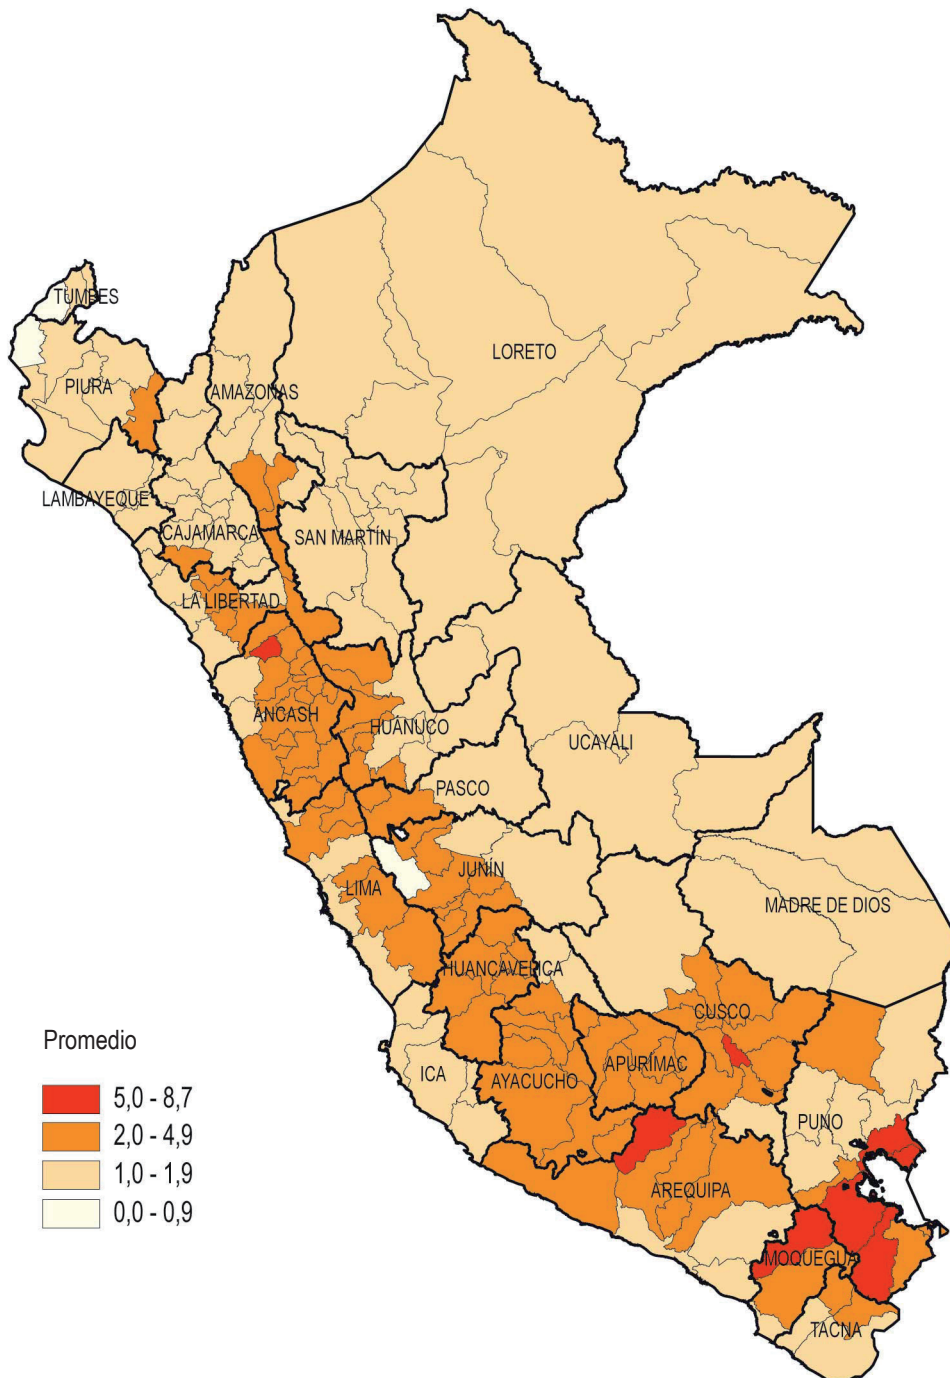 TUMBES
LORETO
PIURA
AMAZONAS
LAMBAYEQUE
CAJAMARCA
SAN MARTÍN
LA LIBERTAD
ÁNCASH
HUÁNUCO
UCAYALI
PASCO
JUNÍN
LIMA
MADRE DE DIOS
HUANCAVELICA
CUSCO
Promedio
ICA
APURÍMAC
AYACUCHO
5,0 - 8,7
PUNO
2,0 - 4,9
1,0 - 1,9
AREQUIPA
0,0 - 0,9
MOQUEGUA
TACNA